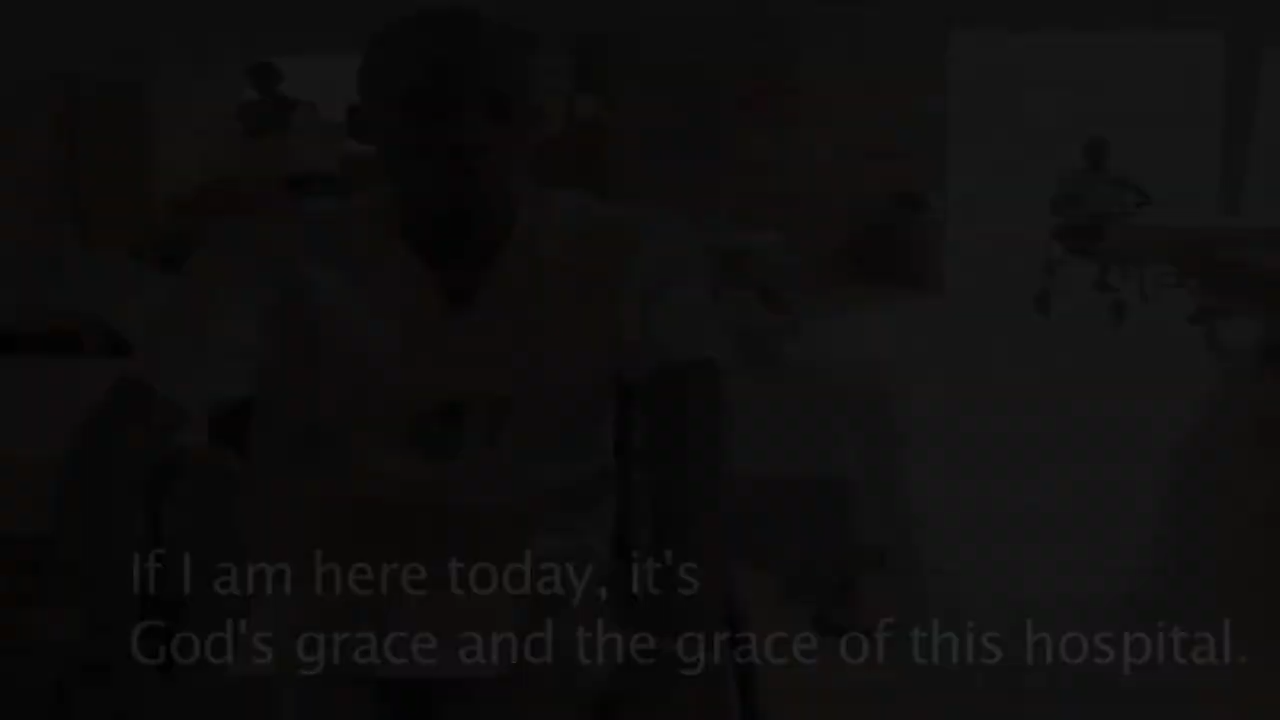 If I am here today, it's
God's grace and the grace of this hospital.